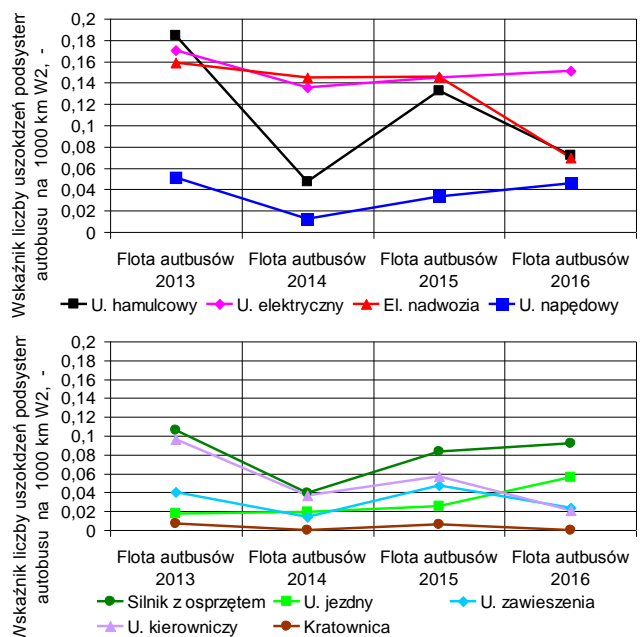 Wskaźnik liczby uszokdzeń podsystem
autobusu na 1000 km W2, -
0,2
0,18
0,16
0,14
0,12
0,1
0,08
0,06
0,04
0,02
0
Flota autbusów
2013
Flota autbusów
2014
Flota autbusów
2015
Flota autbusów
2016
U. hamulcowy
U. elektryczny
El. nadwozia
U. napędowy
Wskaźnik liczby uszokdzeń podsystem
autobusu na 1000 km W2, -
0,2
0,18
0,16
0,14
0,12
0,1
0,08
0,06
0,04
0,02
0
Flota autbusów
2013
Flota autbusów
2014
Flota autbusów
2015
Flota autbusów
2016
Silnik z osprzętem
U. jezdny
U. zawieszenia
U. kierowniczy
Kratownica